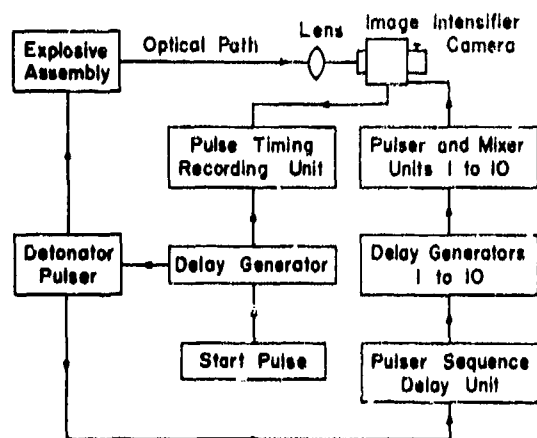 Explosive
Assembly
Optical Path
Lens
Image Intensifier
Camera
Pulse Timing
Recording Unit
Pulser and Mixer
Units 1 to 10
Detonator
Pulser
Delay Generator
Delay Generators
1 to 10
Start Pulse
Pulser Sequence
Delay Unit